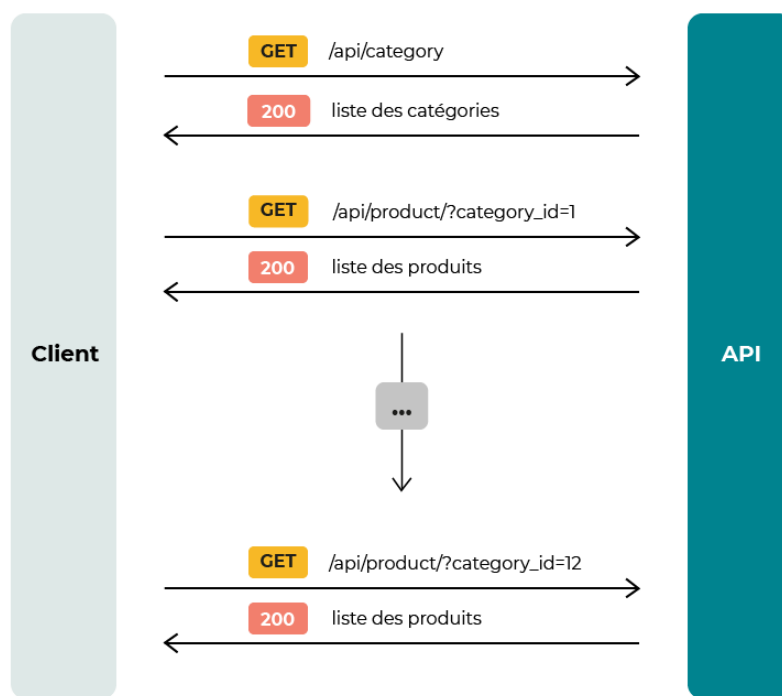 GET /api/category
200 liste des catégories
GET /api/product/?category_id=1
200 liste des produits
Client
API
...
GET /api/product/?category_id=12
200 liste des produits